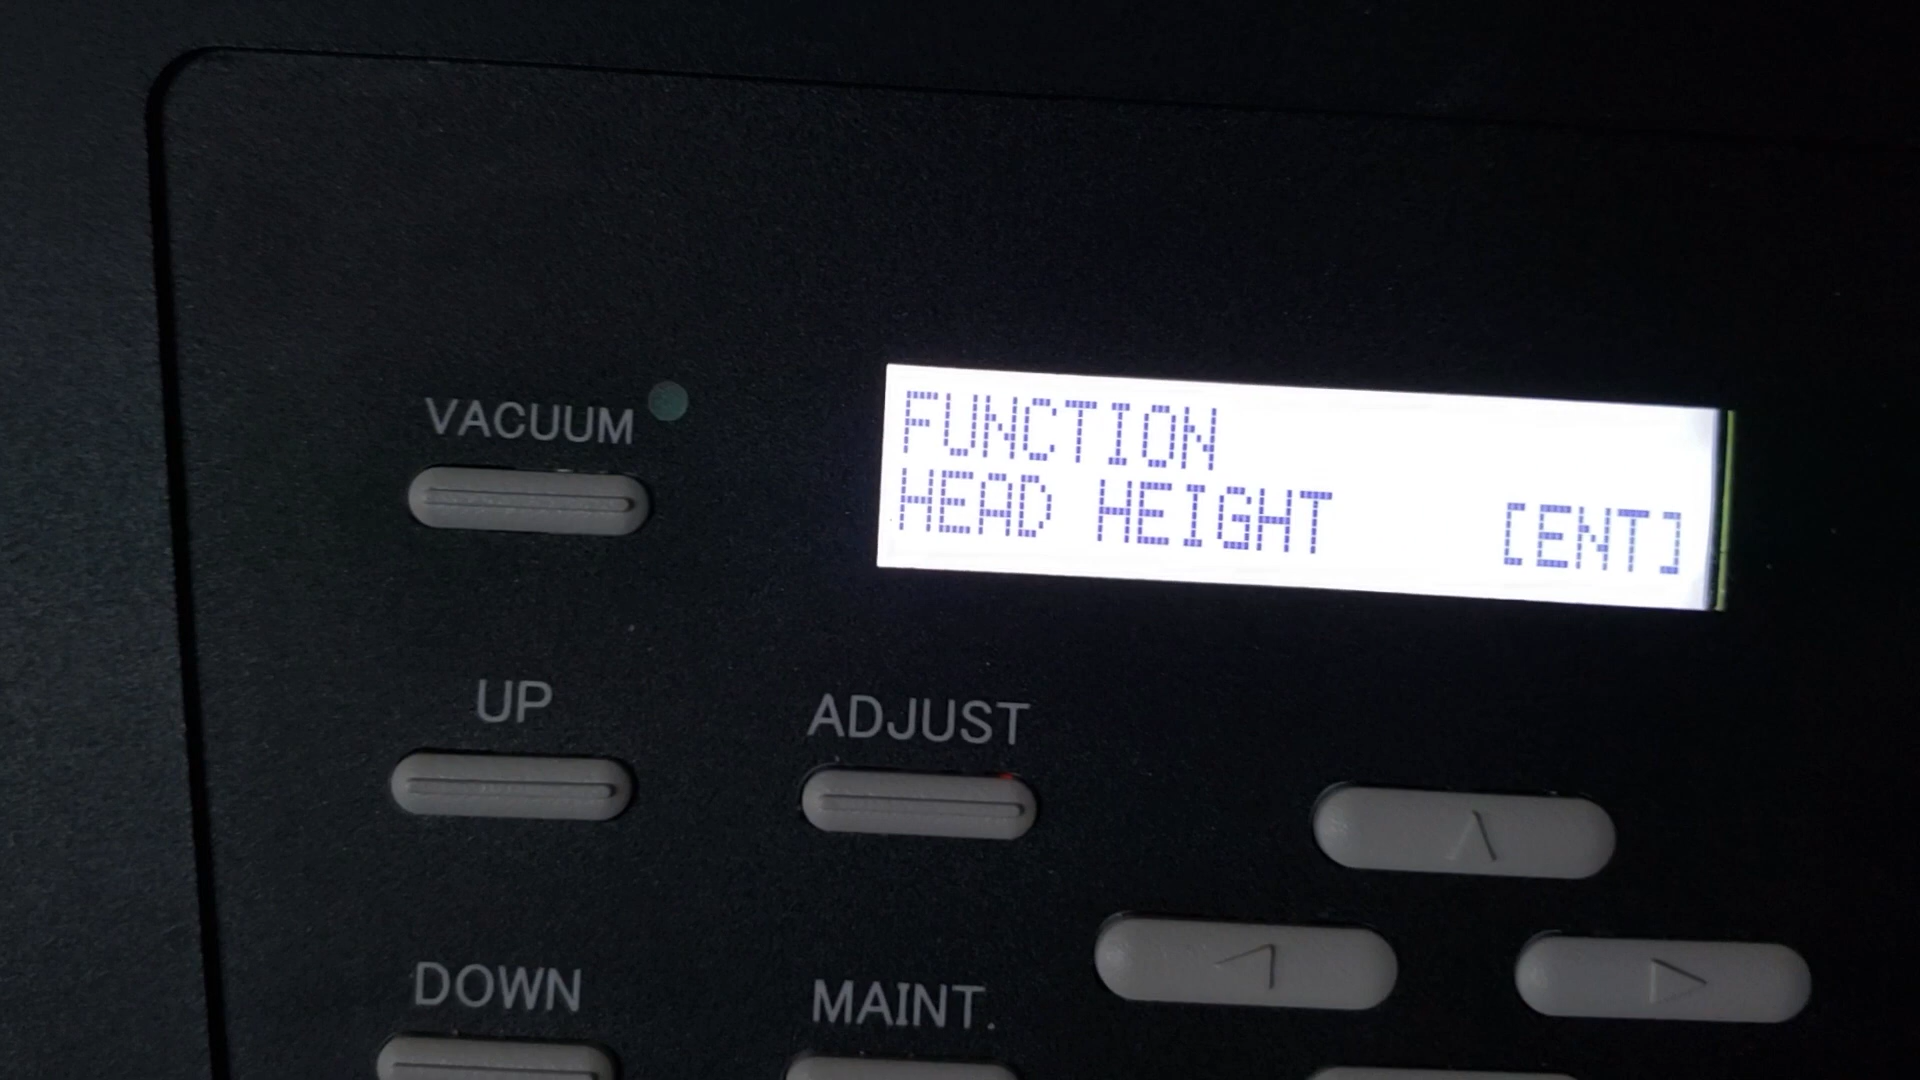 VACUUM
FUNCTION
HEAD HEIGHT [ENT]
UP
ADJUST
DOWN
MAINT.